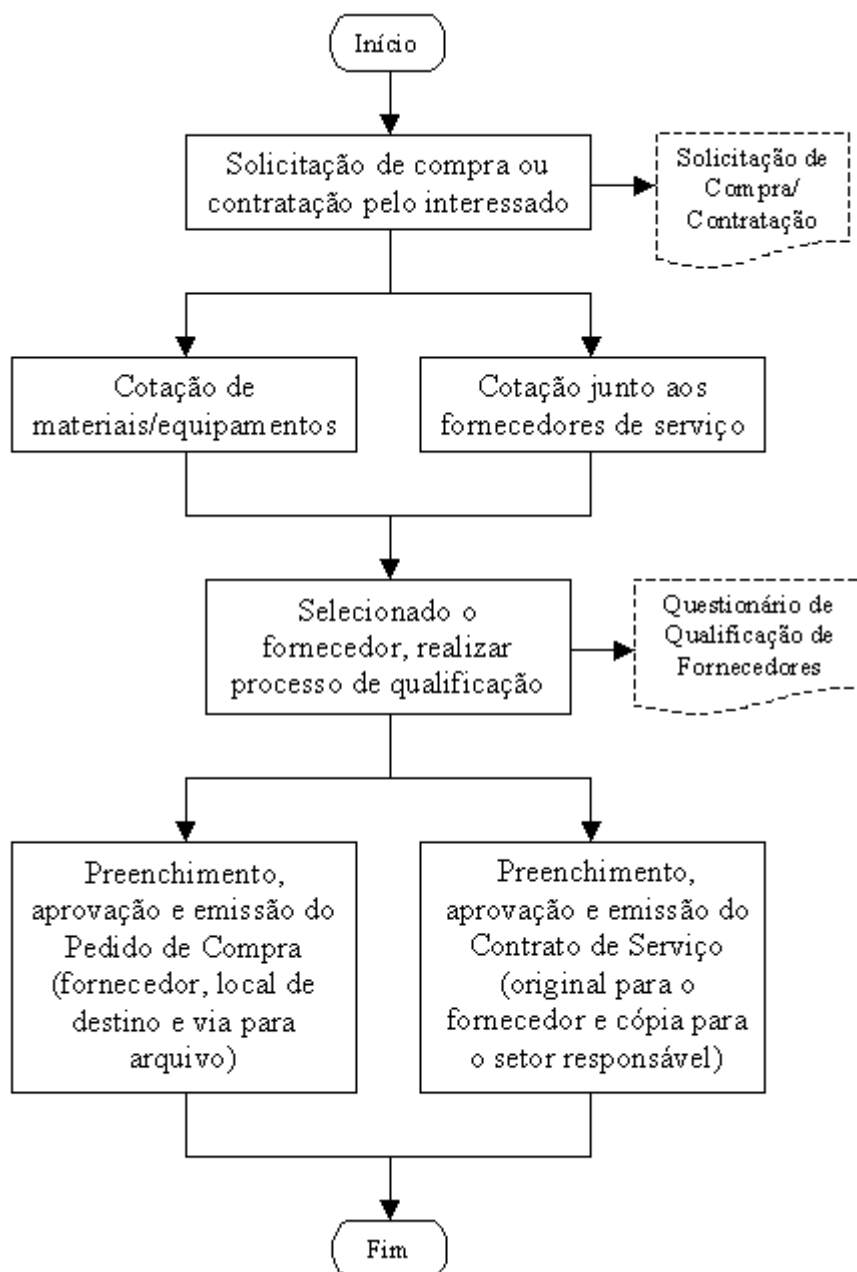 Início
Solicitação de compra ou
contratação pelo interessado
Solicitação de
Compra/
Contratação
Cotação de
materiais/equipamentos
Cotação junto aos
fornecedores de serviço
Selecionado o
fornecedor, realizar
processo de qualificação
Questionário de
Qualificação de
Fornecedores
Preenchimento,
aprovação e emissão do
Pedido de Compra
(fornecedor, local de
destino e via para
arquivo)
Preenchimento,
aprovação e emissão do
Contrato de Serviço
(original para o
fornecedor e cópia para
o setor responsável)
Fim